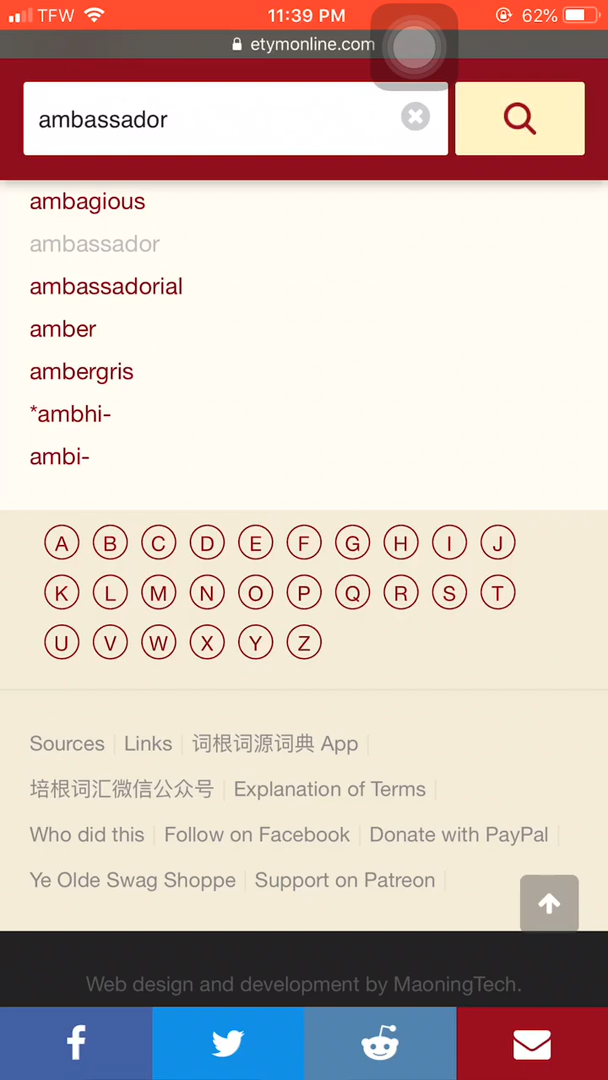 TFW 11:39 PM 62%
etymonline.com
ambassador
ambagious
ambassador
ambassadorial
amber
ambergris
*ambhi-
ambi-
A B C D E F G H I J
K L M N O P Q R S T
U V W X Y Z
Sources Links 词根词源词典 App
培根词汇微信公众号 Explanation of Terms
Who did this Follow on Facebook Donate with PayPal
Ye Olde Swag Shoppe Support on Patreon
Web design and development by MaoningTech.